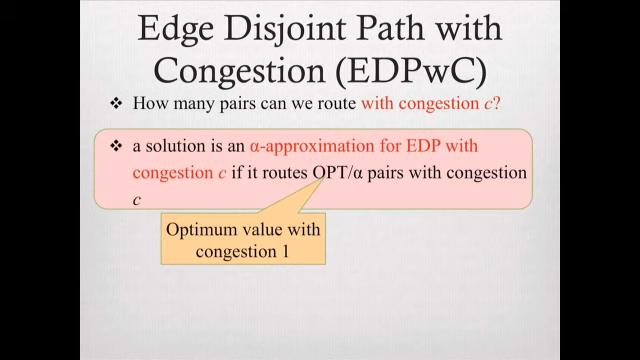 Edge Disjoint Path with
Congestion (EDPwC)
❖ How many pairs can we route with congestion c?
❖ a solution is an α-approximation for EDP with
congestion c if it routes OPT/α pairs with congestion
c
Optimum value with
congestion 1